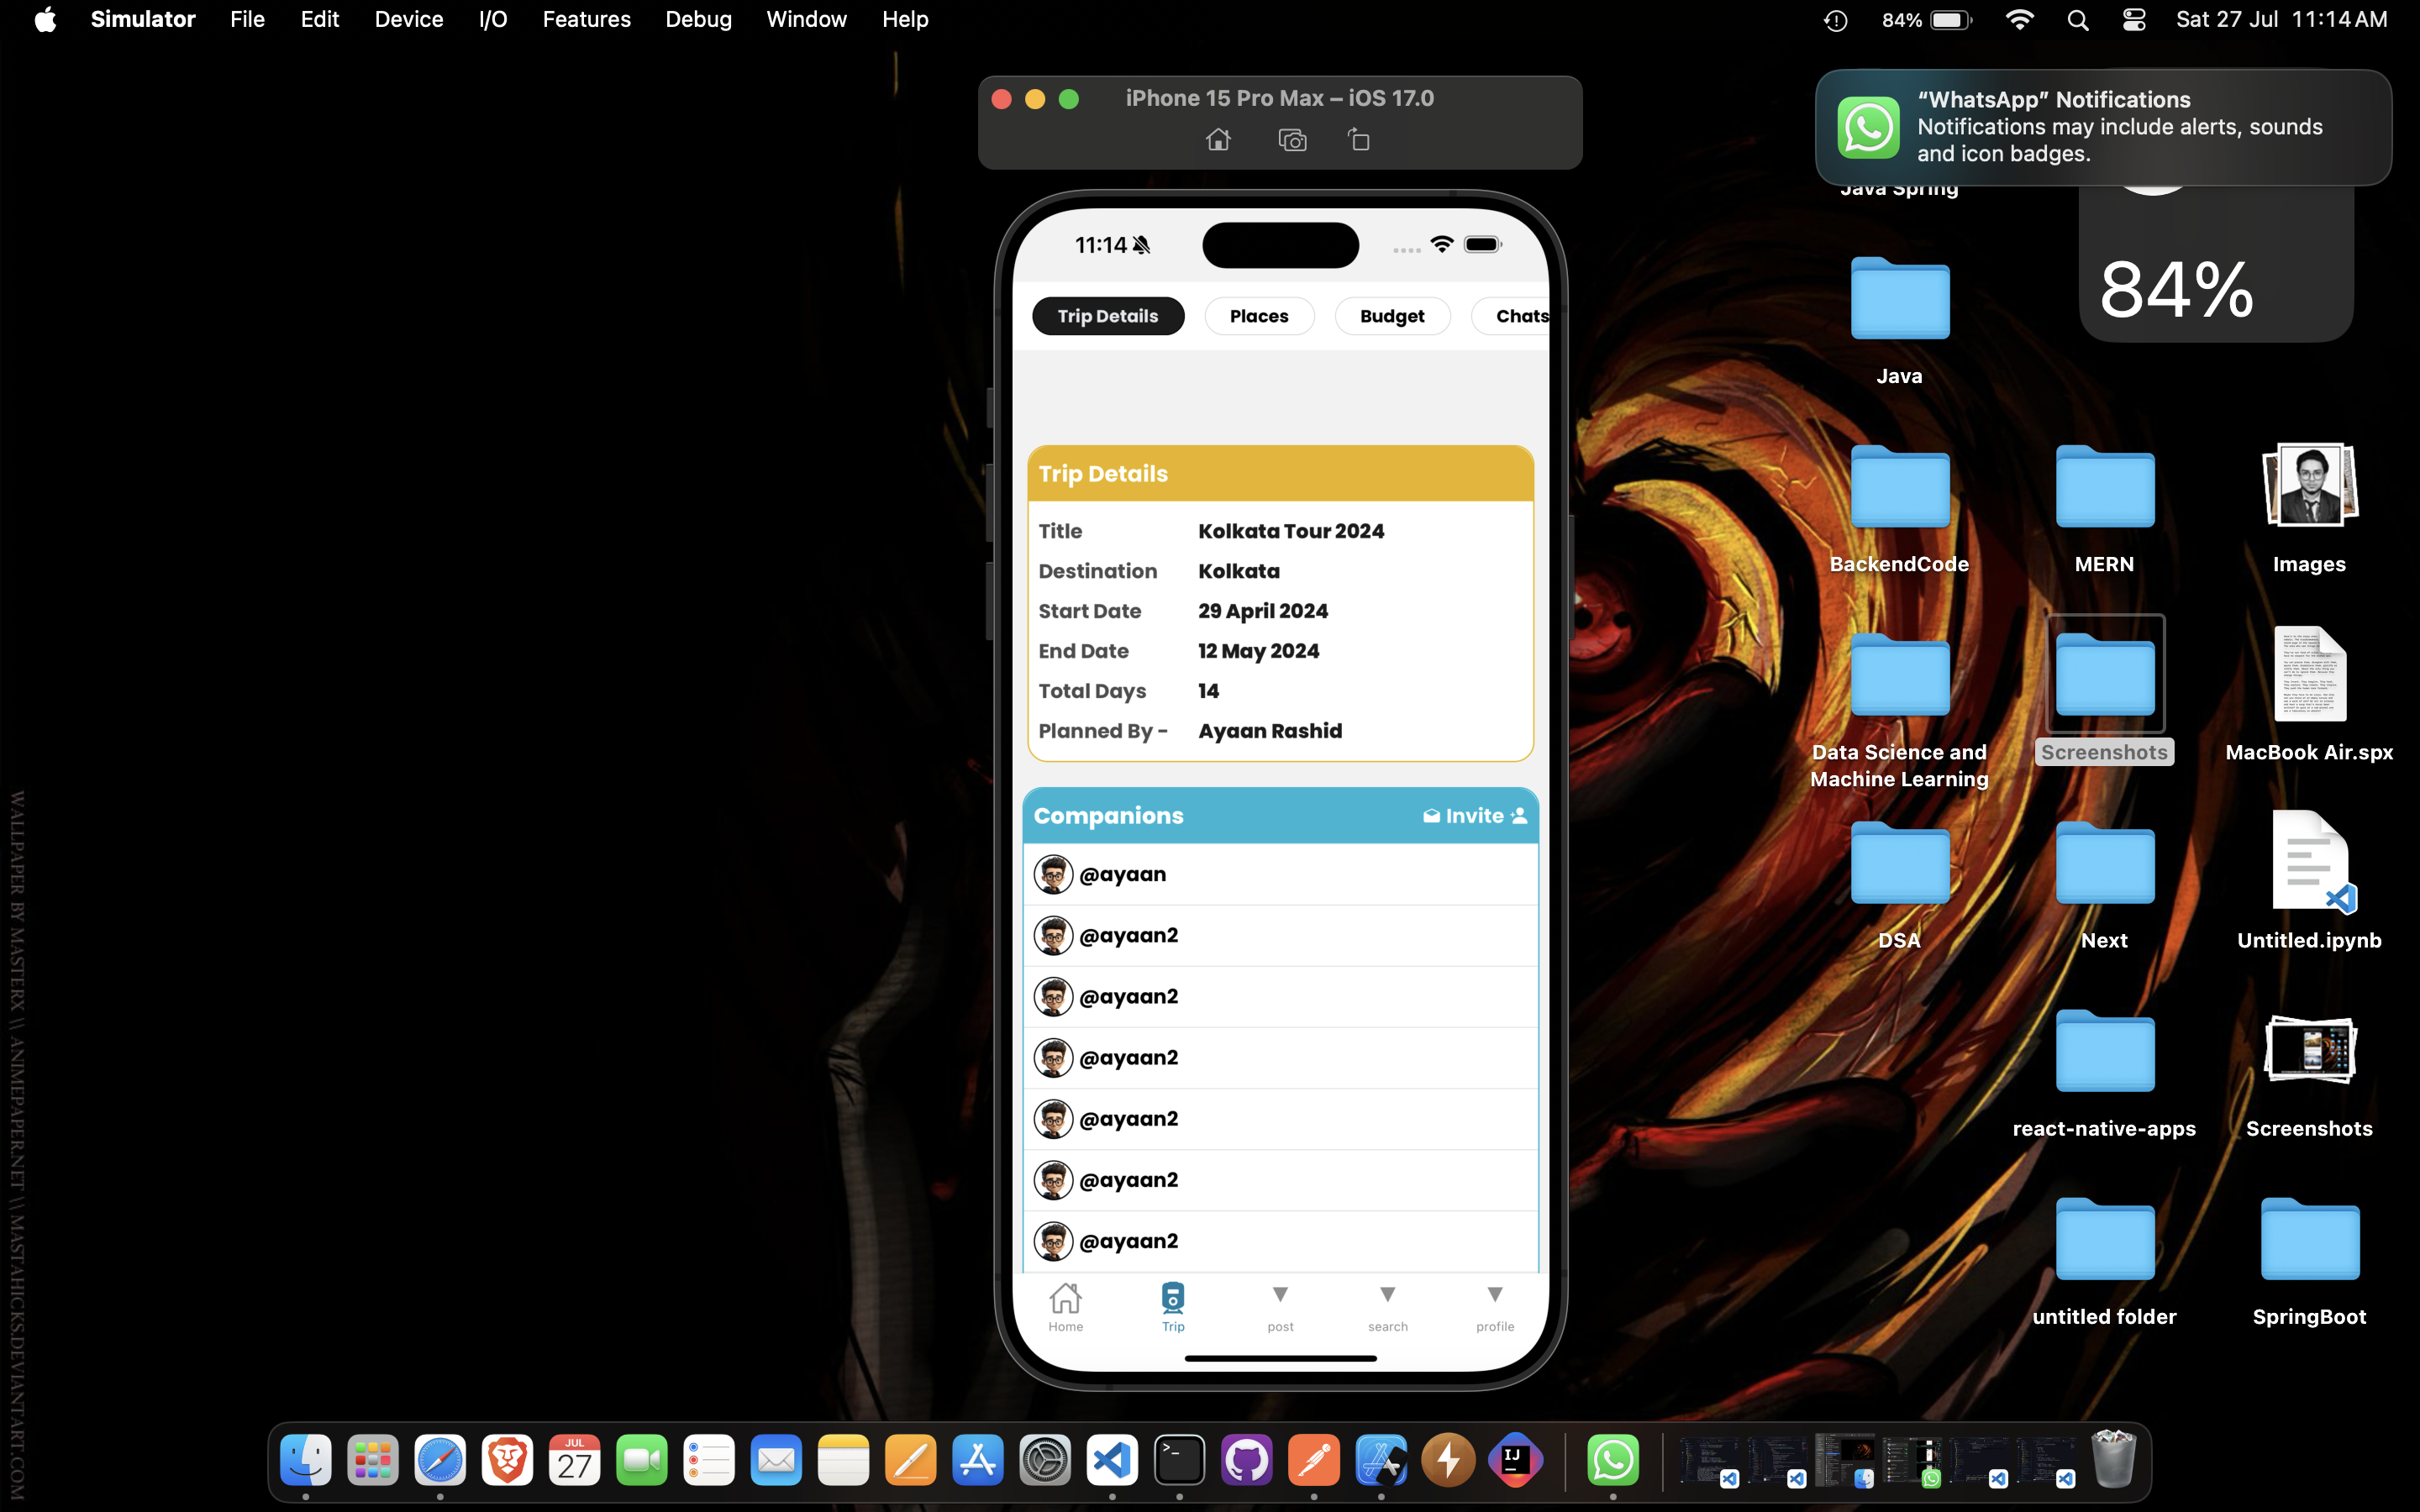 Simulator File Edit Device I/O Features Debug Window Help 84% Sat 27 Jul 11:14 AM
iPhone 15 Pro Max – iOS 17.0
“WhatsApp” Notifications
Notifications may include alerts, sounds
and icon badges.
Java Spring
84%
Java
BackendCode
MERN
Images
Data Science and
Machine Learning
Screenshots
MacBook Air.spx
DSA
Next
Untitled.ipynb
react-native-apps
Screenshots
untitled folder
SpringBoot
11:14
Trip Details Places Budget Chats
Trip Details
Title Kolkata Tour 2024
Destination Kolkata
Start Date 29 April 2024
End Date 12 May 2024
Total Days 14
Planned By - Ayaan Rashid
Companions Invite
@ayaan
@ayaan2
@ayaan2
@ayaan2
@ayaan2
@ayaan2
@ayaan2
Home Trip post search profile
WALLPAPER BY MASTERX \\ ANIMEPAPER.NET \\ MASTAHICKS.DEVIANTART.COM
JUL
27
>_
IJ